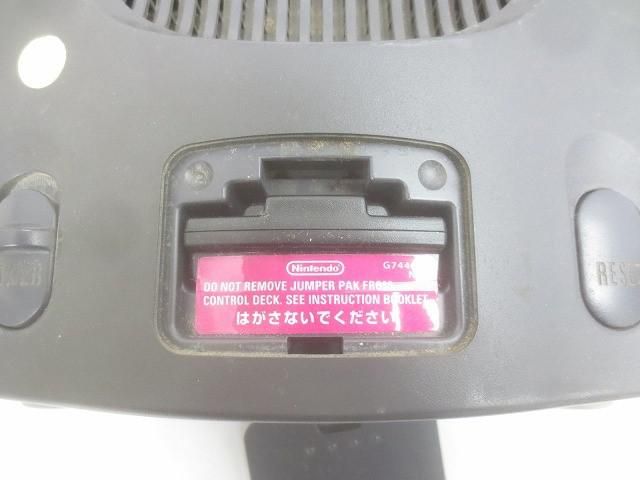 Nintendo
DO NOT REMOVE JUMPER PAK FROM
CONTROL DECK. SEE INSTRUCTION BOOKLET.
はがさないでください